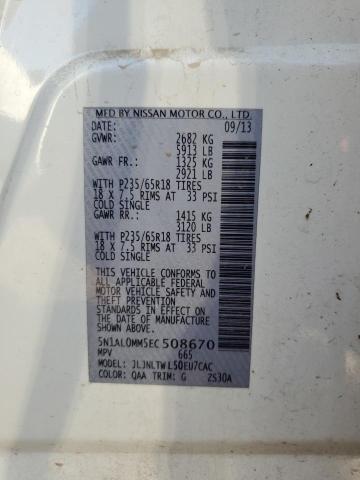 MFD BY NISSAN MOTOR CO., LTD.
DATE: 09/13
GVWR: 2682 KG
5913 LB
GAWR FR: 1325 KG
2921 LB
WITH P235/65R18 TIRES
18 X 7.5 RIMS AT 33 PSI
COLD SINGLE
GAWR RR: 1415 KG
3120 LB
WITH P235/65R18 TIRES
18 X 7.5 RIMS AT 33 PSI
COLD SINGLE
THIS VEHICLE CONFORMS TO
ALL APPLICABLE FEDERAL
MOTOR VEHICLE SAFETY, BUMPER,
AND THEFT PREVENTION
STANDARDS IN EFFECT ON THE
DATE OF MANUFACTURE
SHOWN ABOVE.
5N1AL0MM5EC508670
MPV 665
MODEL: JLJNLTWL50EU7CAC
COLOR: QAA TRIM: G ZS30A